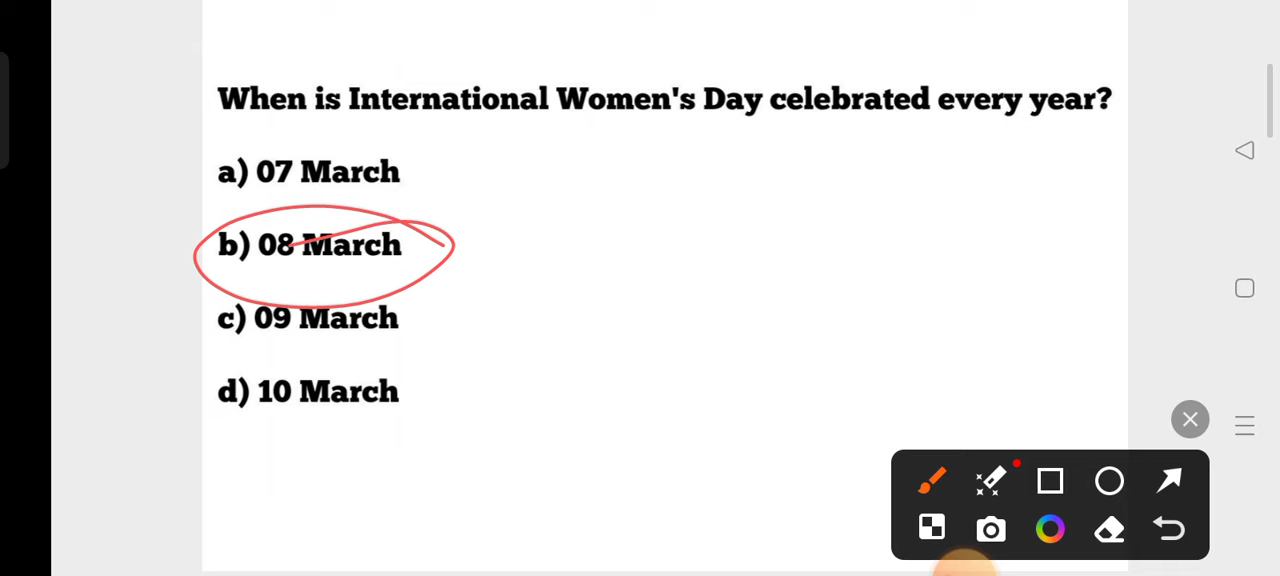 When is International Women's Day celebrated every year?
a) 07 March
b) 08 March
c) 09 March
d) 10 March